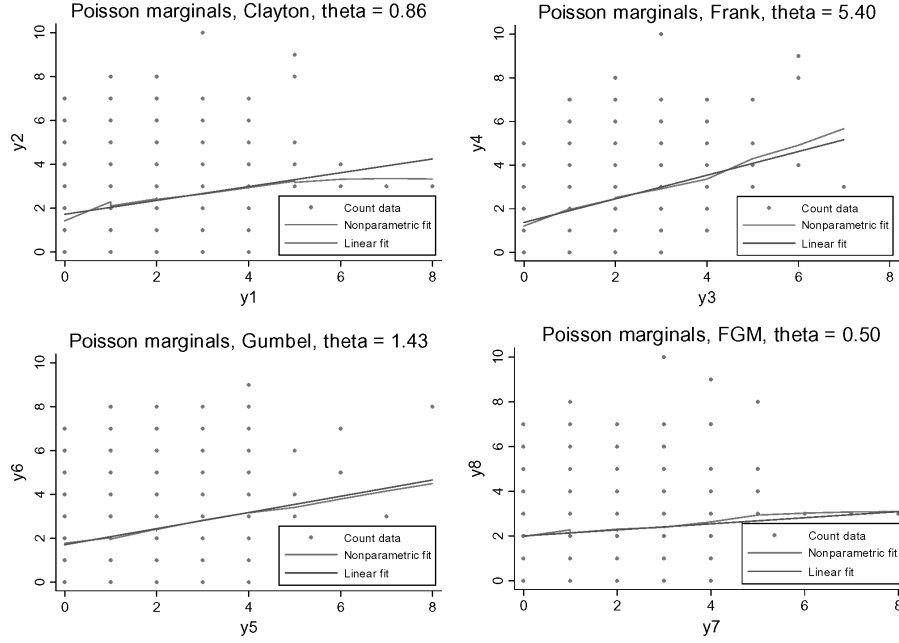 Poisson marginals, Clayton, theta = 0.86
10
8
6
4
2
0
y2
Count data
Nonparametric fit
Linear fit
0 2 4 6 8
y1
Poisson marginals, Frank, theta = 5.40
10
8
6
4
2
0
y4
Count data
Nonparametric fit
Linear fit
0 2 4 6 8
y3
Poisson marginals, Gumbel, theta = 1.43
10
8
6
4
2
0
y6
Count data
Nonparametric fit
Linear fit
0 2 4 6 8
y5
Poisson marginals, FGM, theta = 0.50
10
8
6
4
2
0
y8
Count data
Nonparametric fit
Linear fit
0 2 4 6 8
y7